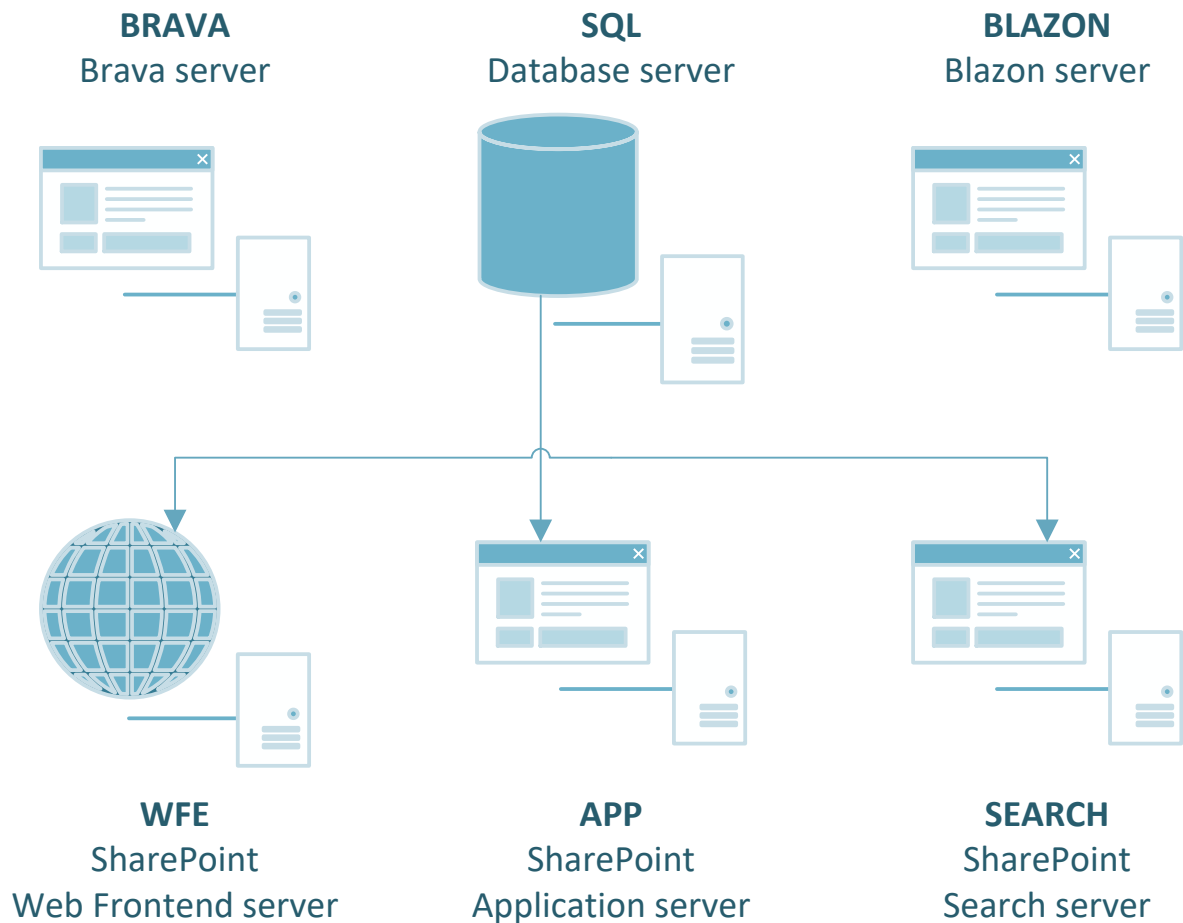 BRAVA
Brava server
SQL
Database server
BLAZON
Blazon server
WFE
SharePoint
Web Frontend server
APP
SharePoint
Application server
SEARCH
SharePoint
Search server